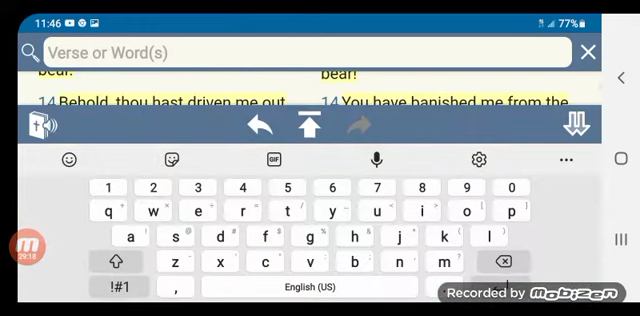 11:46 77%
Verse or Word(s)
bear. bear!
14 Behold, thou hast driven me out 14 You have banished me from the
GIF
1 2 3 4 5 6 7 8 9 0
q w e r t y u i o p
a s d f g h j k l
z x c v b n m
!#1 , English (US)
29:18
Recorded by MOBIZEN